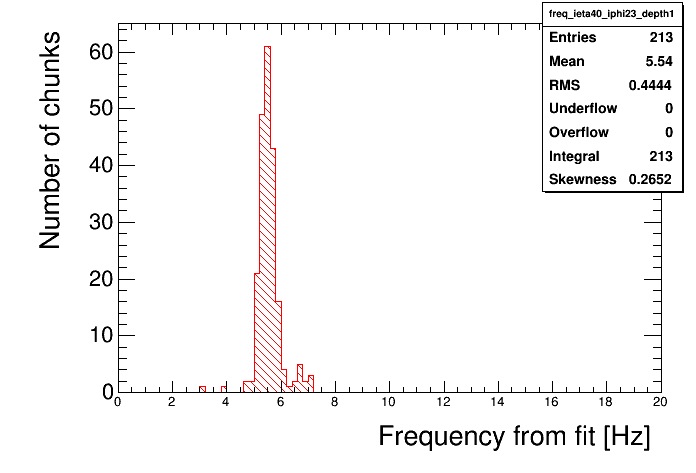 freq_ieta40_iphi23_depth1
Entries 213
Mean 5.54
RMS 0.4444
Underflow 0
Overflow 0
Integral 213
Skewness 0.2652
Number of chunks
60
50
40
30
20
10
0
0 2 4 6 8 10 12 14 16 18 20
Frequency from fit [Hz]